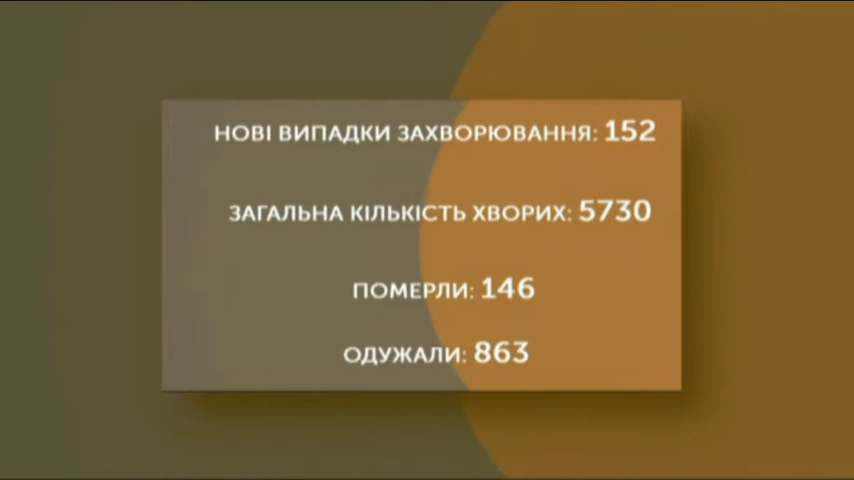 НОВІ ВИПАДКИ ЗАХВОРЮВАННЯ: 152
ЗАГАЛЬНА КІЛЬКІСТЬ ХВОРИХ: 5730
ПОМЕРЛИ: 146
ОДУЖАЛИ: 863